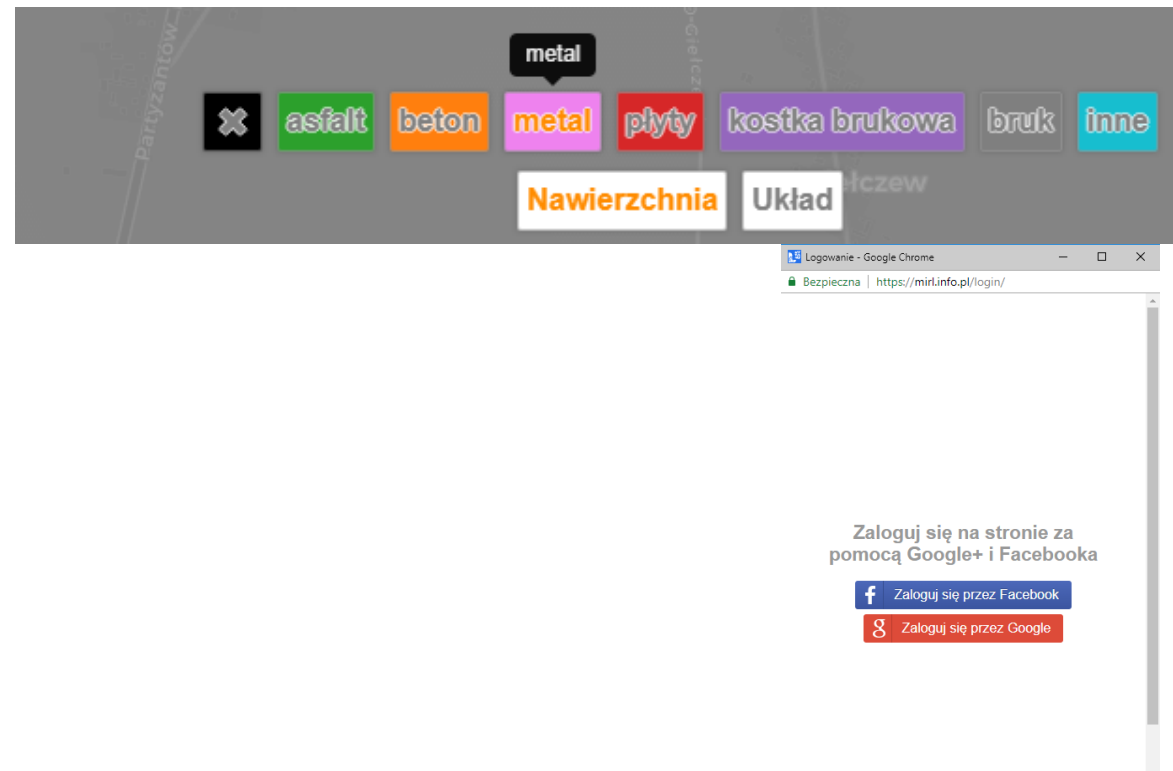 Partyzantów
metal
asfalt beton metal płyty kostka brukowa bruk inne
Nawierzchnia Układ
Logowanie - Google Chrome
Bezpieczna | https://mirl.info.pl/login/
Zaloguj się na stronie za
pomocą Google+ i Facebooka
Zaloguj się przez Facebook
Zaloguj się przez Google